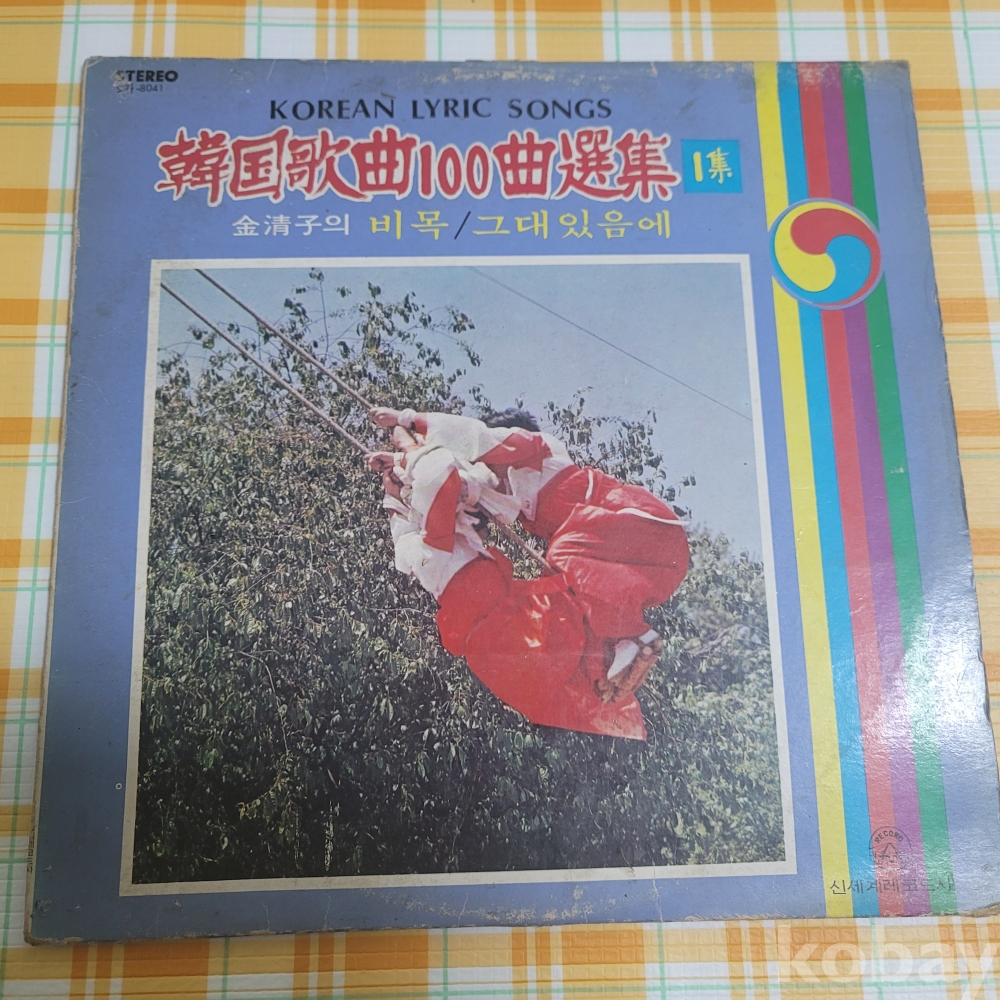 STEREO
KOREAN LYRIC SONGS
韓国歌曲100曲選集 1集
金清子의 비목/그대있음에
RECORD
신세계레코드사
kobay